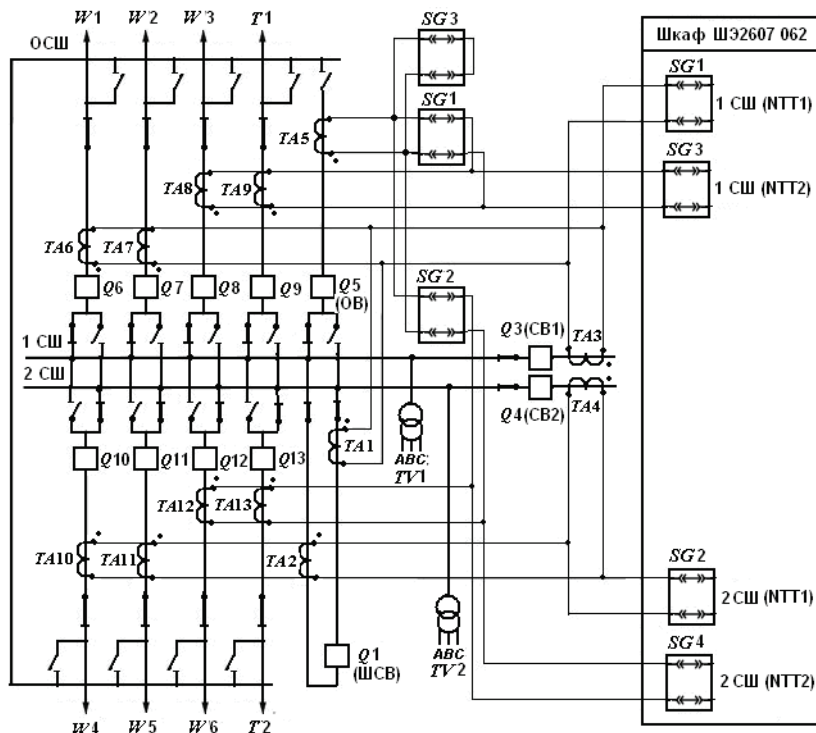 W1 W2 W3 T1
SG3
Шкаф ШЭ2607 062
ОСШ
SG1
1 СШ (NTT1)
SG1
TA5
SG3
1 СШ (NTT2)
TA8 TA9
TA6 TA7
SG2
Q6 Q7 Q8 Q9 Q5
(ОВ)
Q3(СВ1) TA3
1 СШ
2 СШ
Q4(СВ2) TA4
TA1
Q10 Q11 Q12 Q13
ABC
TV1
TA12 TA13
TA10 TA11 TA2
SG2
2 СШ (NTT1)
ABC
TV2
Q1
(ШСВ)
SG4
2 СШ (NTT2)
W4 W5 W6 T2